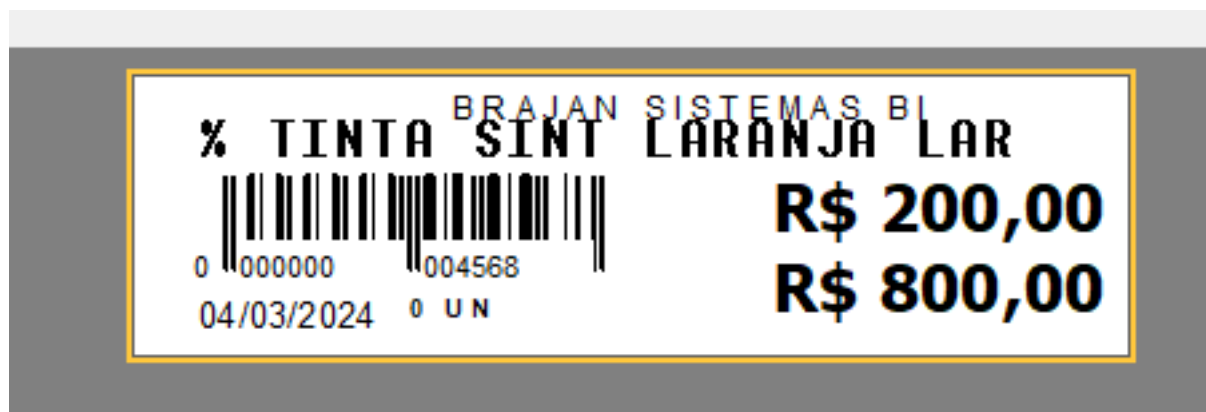 BRAJAN SISTEMAS BI
% TINTA SINT LARANJA LAR
R$ 200,00
0 000000 004568
R$ 800,00
04/03/2024 0 UN